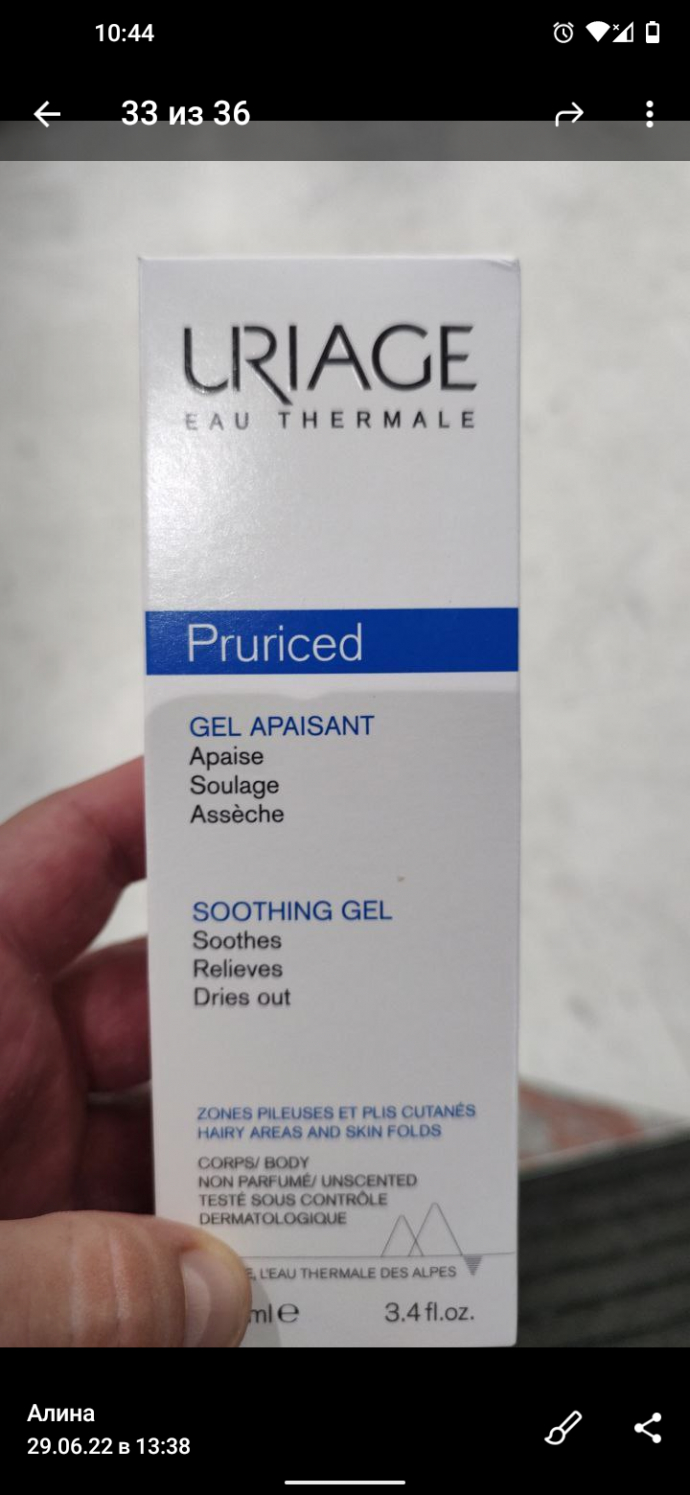 10:44
33 из 36
URIAGE
EAU THERMALE
Pruriced
GEL APAISANT
Apaise
Soulage
Assèche
SOOTHING GEL
Soothes
Relieves
Dries out
ZONES PILEUSES ET PLIS CUTANÉS
HAIRY AREAS AND SKIN FOLDS
CORPS/ BODY
NON PARFUMÉ/ UNSCENTED
TESTÉ SOUS CONTRÔLE
DERMATOLOGIQUE
L'EAU THERMALE DES ALPES
ml e 3.4 fl.oz.
Алина
29.06.22 в 13:38